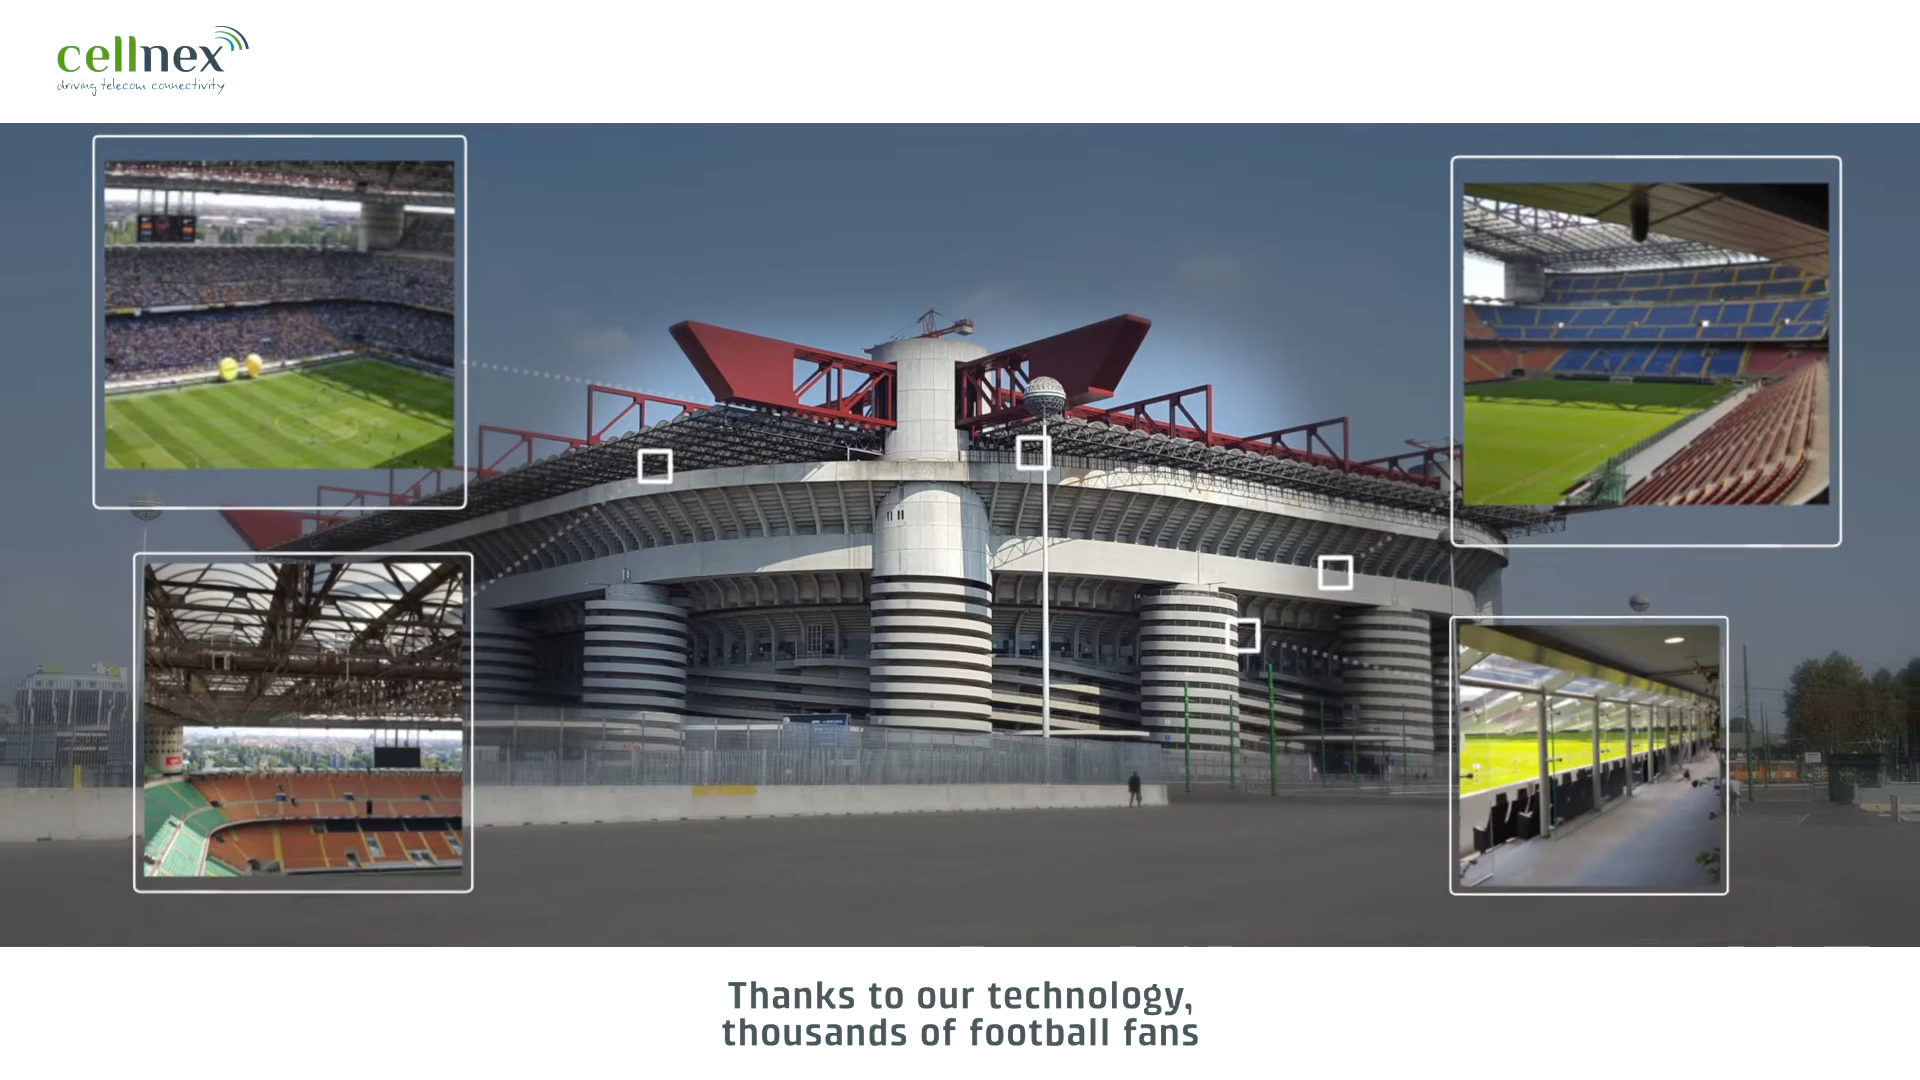 cellnex
driving telecom connectivity
Thanks to our technology,
thousands of football fans